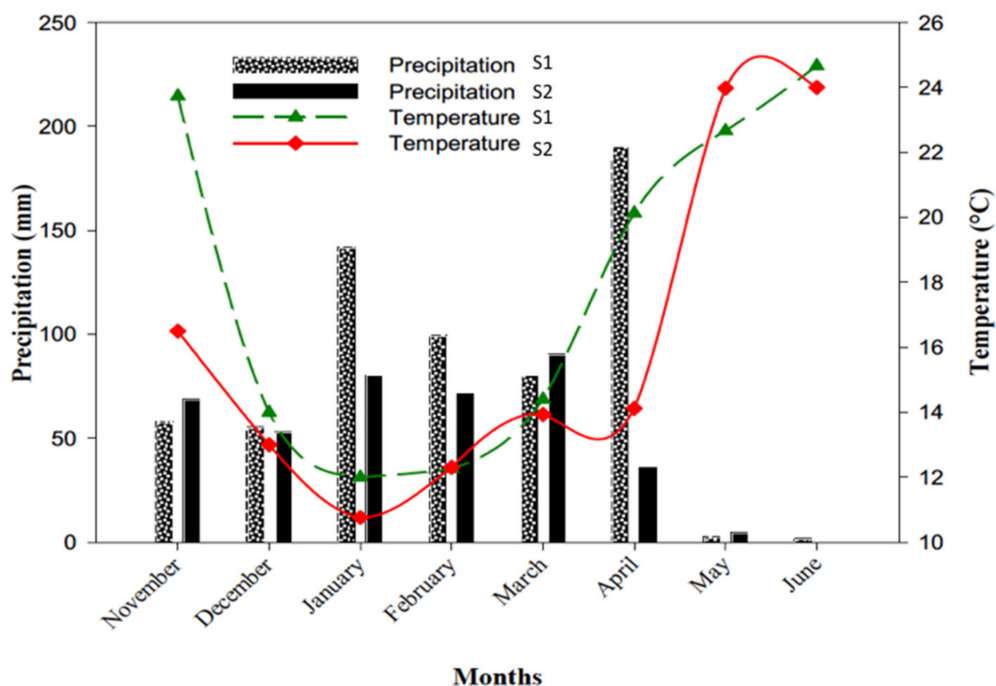 250
200
150
100
50
0
Precipitation (mm)
Precipitation S1
Precipitation S2
Temperature S1
Temperature S2
26
24
22
20
18
16
14
12
10
Temperature (°C)
November
December
January
February
March
April
May
June
Months